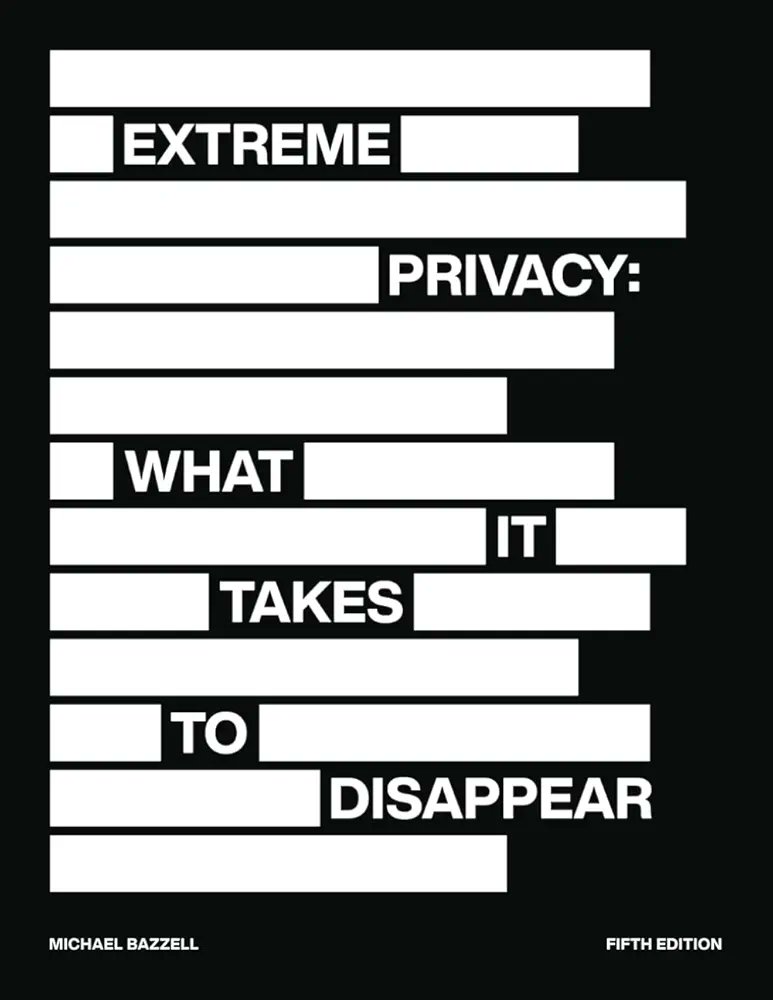 EXTREME
PRIVACY:
WHAT
IT
TAKES
TO
DISAPPEAR
MICHAEL BAZZELL
FIFTH EDITION